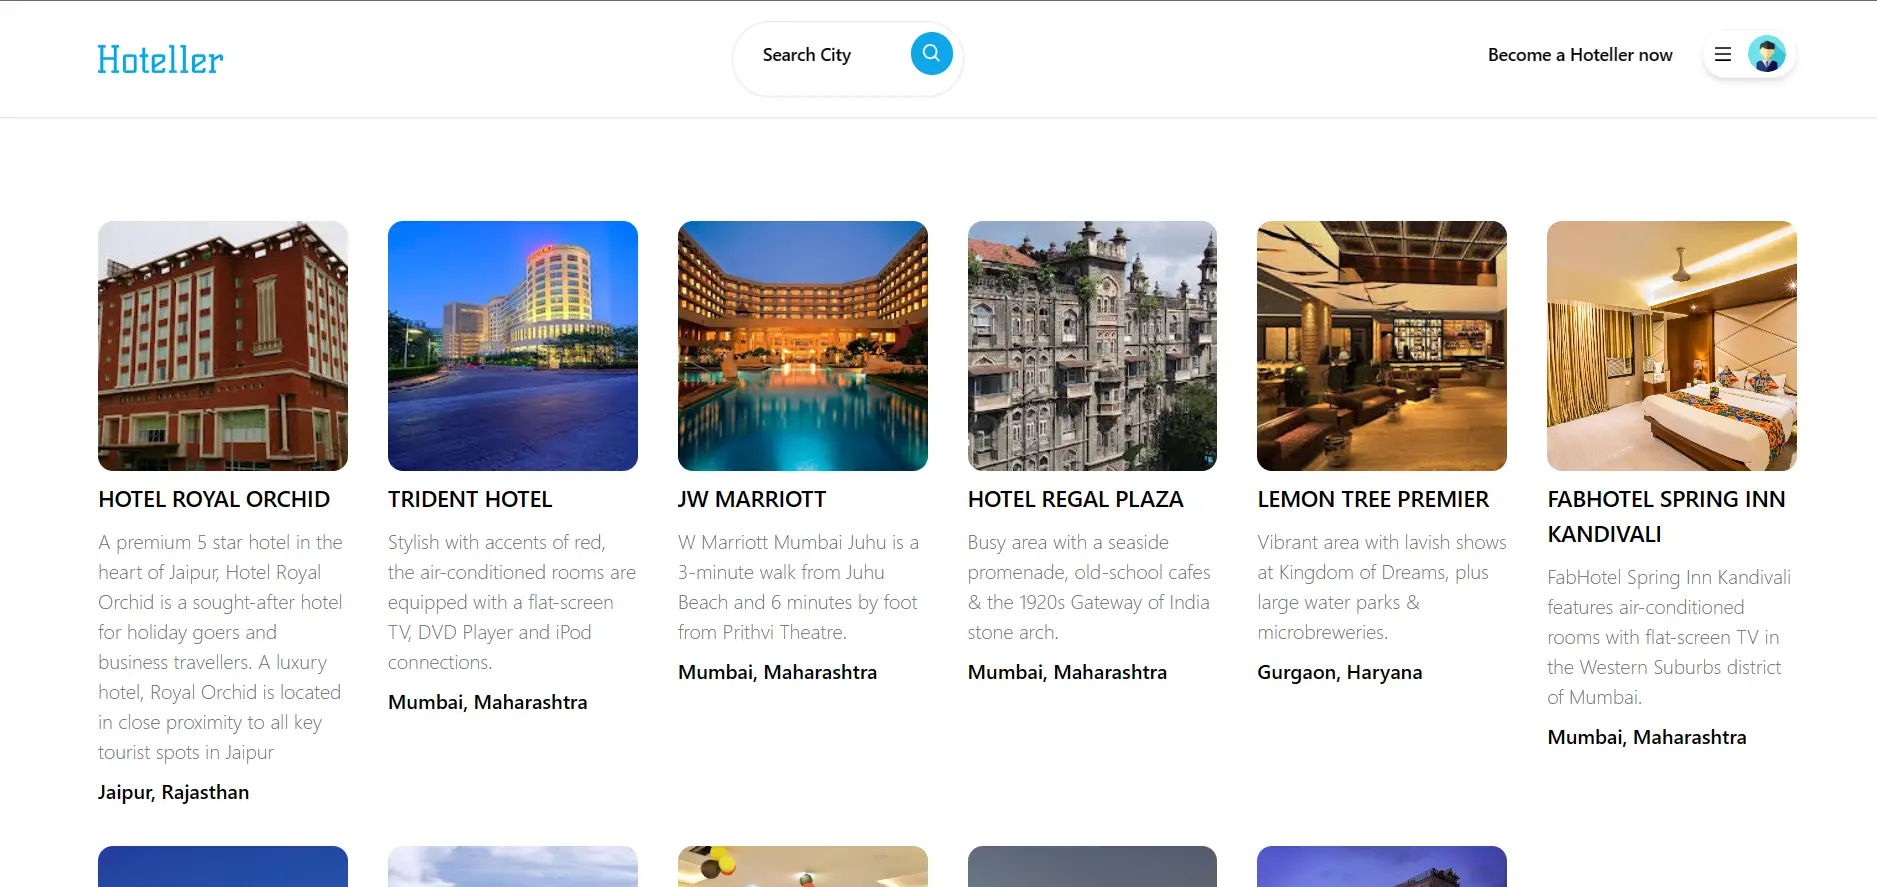 Hoteller
Search City
Become a Hoteller now
HOTEL ROYAL ORCHID
A premium 5 star hotel in the
heart of Jaipur, Hotel Royal
Orchid is a sought-after hotel
for holiday goers and
business travellers. A luxury
hotel, Royal Orchid is located
in close proximity to all key
tourist spots in Jaipur
Jaipur, Rajasthan
TRIDENT HOTEL
Stylish with accents of red,
the air-conditioned rooms are
equipped with a flat-screen
TV, DVD Player and iPod
connections.
Mumbai, Maharashtra
JW MARRIOTT
W Marriott Mumbai Juhu is a
3-minute walk from Juhu
Beach and 6 minutes by foot
from Prithvi Theatre.
Mumbai, Maharashtra
HOTEL REGAL PLAZA
Busy area with a seaside
promenade, old-school cafes
& the 1920s Gateway of India
stone arch.
Mumbai, Maharashtra
LEMON TREE PREMIER
Vibrant area with lavish shows
at Kingdom of Dreams, plus
large water parks &
microbreweries.
Gurgaon, Haryana
FABHOTEL SPRING INN
KANDIVALI
FabHotel Spring Inn Kandivali
features air-conditioned
rooms with flat-screen TV in
the Western Suburbs district
of Mumbai.
Mumbai, Maharashtra